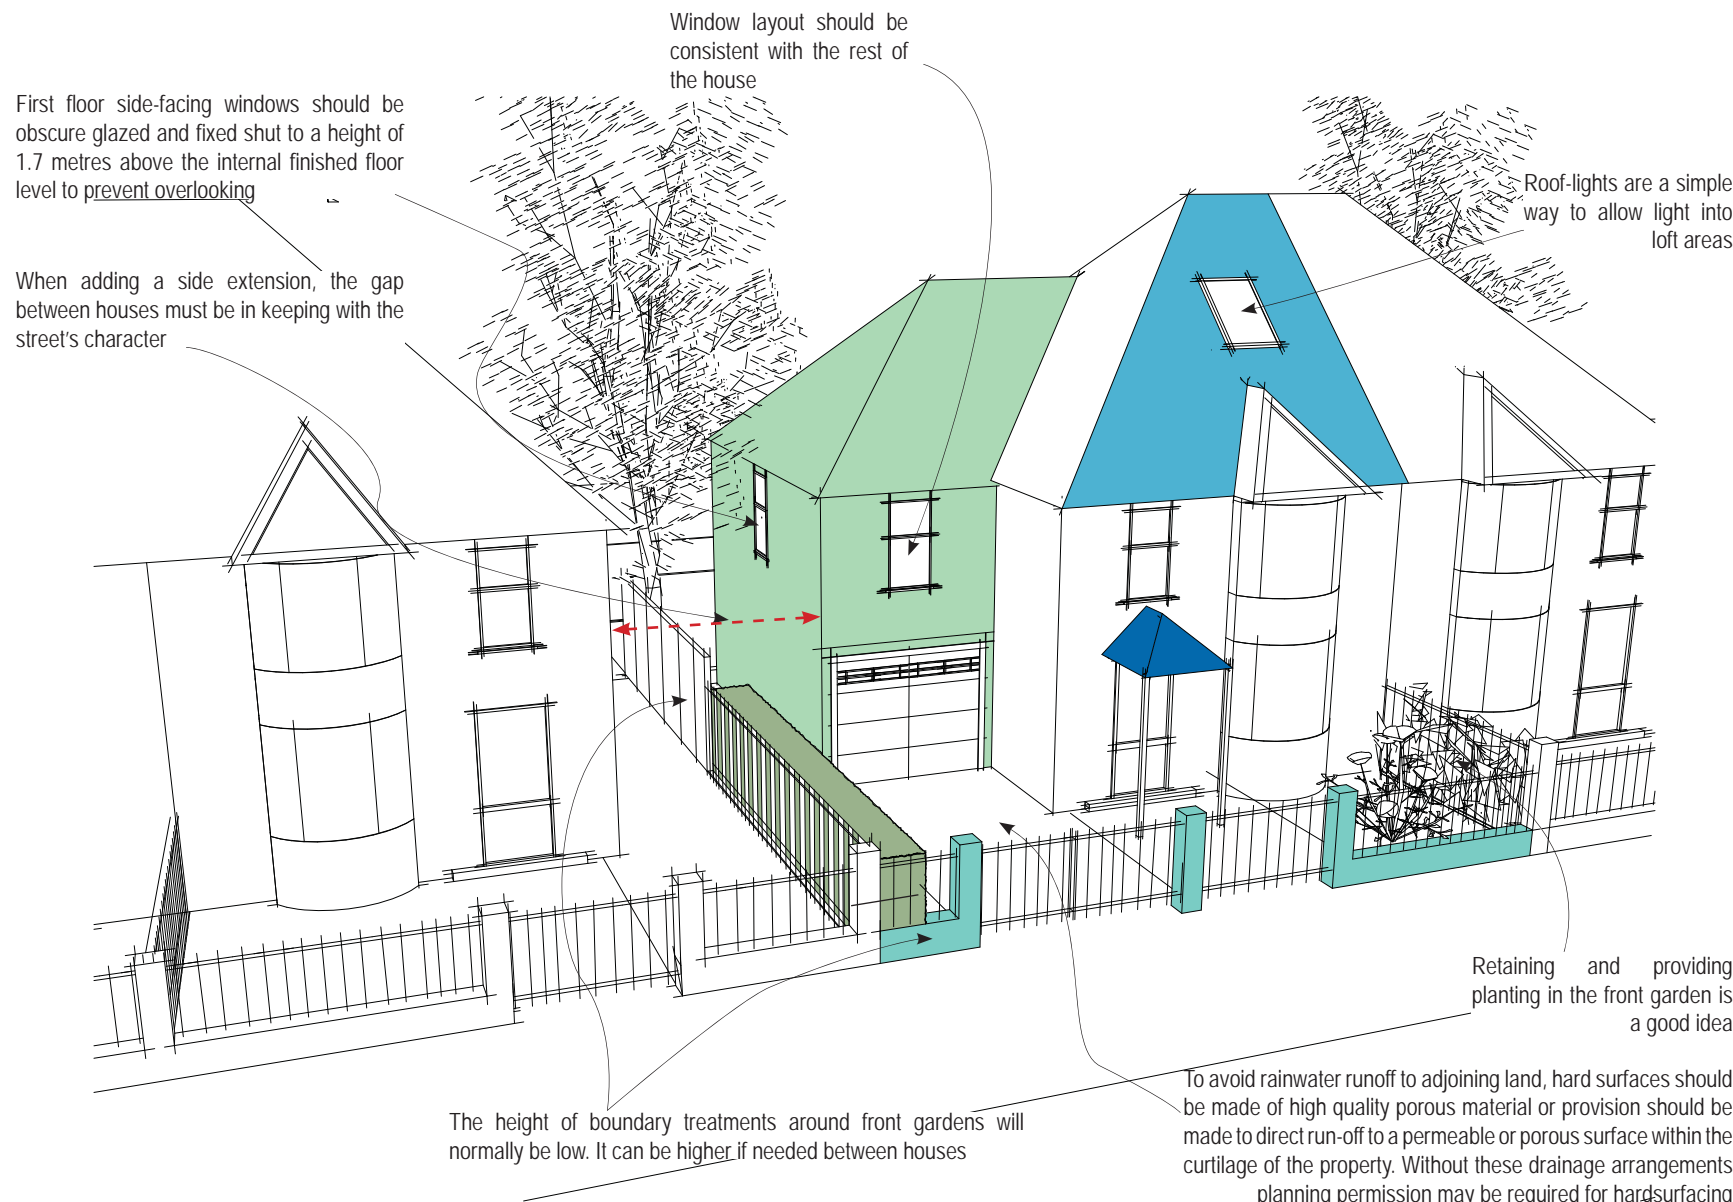 Window layout should be
consistent with the rest of
the house
First floor side-facing windows should be
obscure glazed and fixed shut to a height of
1.7 metres above the internal finished floor
level to prevent overlooking
Roof-lights are a simple
way to allow light into
loft areas
When adding a side extension, the gap
between houses must be in keeping with the
street's character
Retaining and providing
planting in the front garden is
a good idea
To avoid rainwater runoff to adjoining land, hard surfaces should
be made of high quality porous material or provision should be
made to direct run-off to a permeable or porous surface within the
curtilage of the property. Without these drainage arrangements
planning permission may be required for hardsurfacing
The height of boundary treatments around front gardens will
normally be low. It can be higher if needed between houses